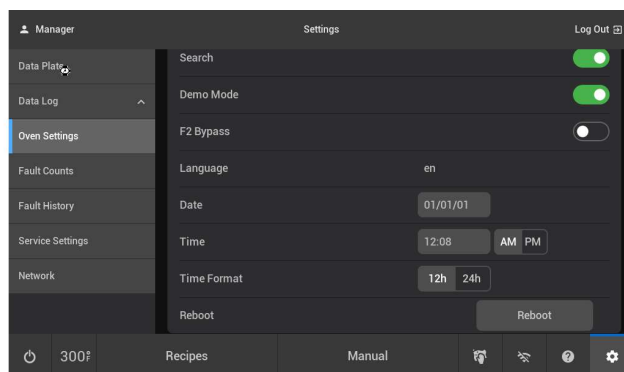 Manager
Settings
Log Out
Data Plate
Data Log
Oven Settings
Fault Counts
Fault History
Service Settings
Network
Search
Demo Mode
F2 Bypass
Language en
Date 01/01/01
Time 12:08 AM PM
Time Format 12h 24h
Reboot Reboot
300°F Recipes Manual